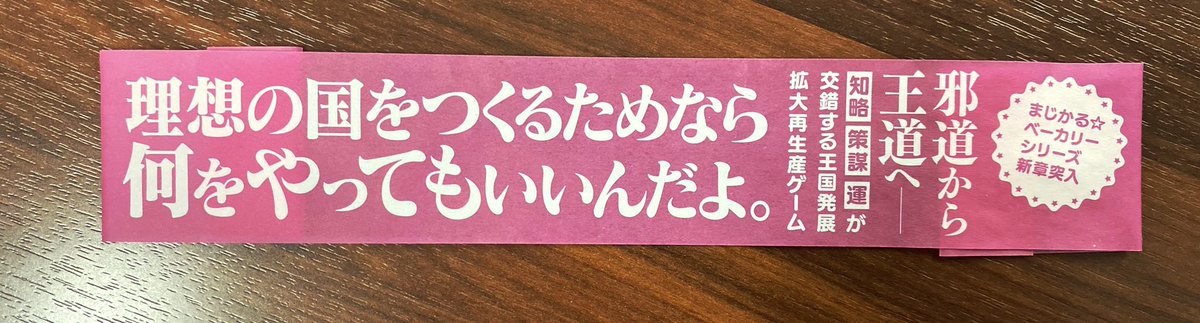 理想の国をつくるためなら
何をやってもいいんだよ。
邪道から
王道へ──
知略 策謀 運が
交錯する王国発展
拡大再生産ゲーム
まじかる☆
ベーカリー
シリーズ
新章突入